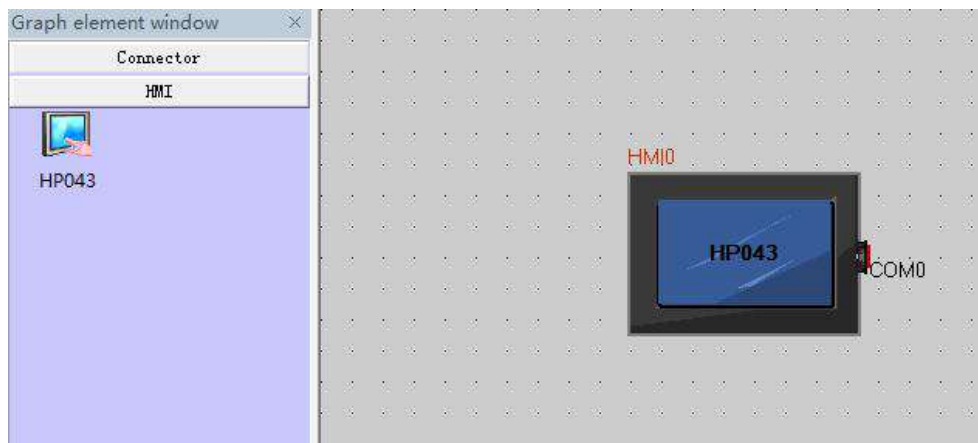 Graph element window
Connector
HMI
HP043
HMI0
HP043
COM0